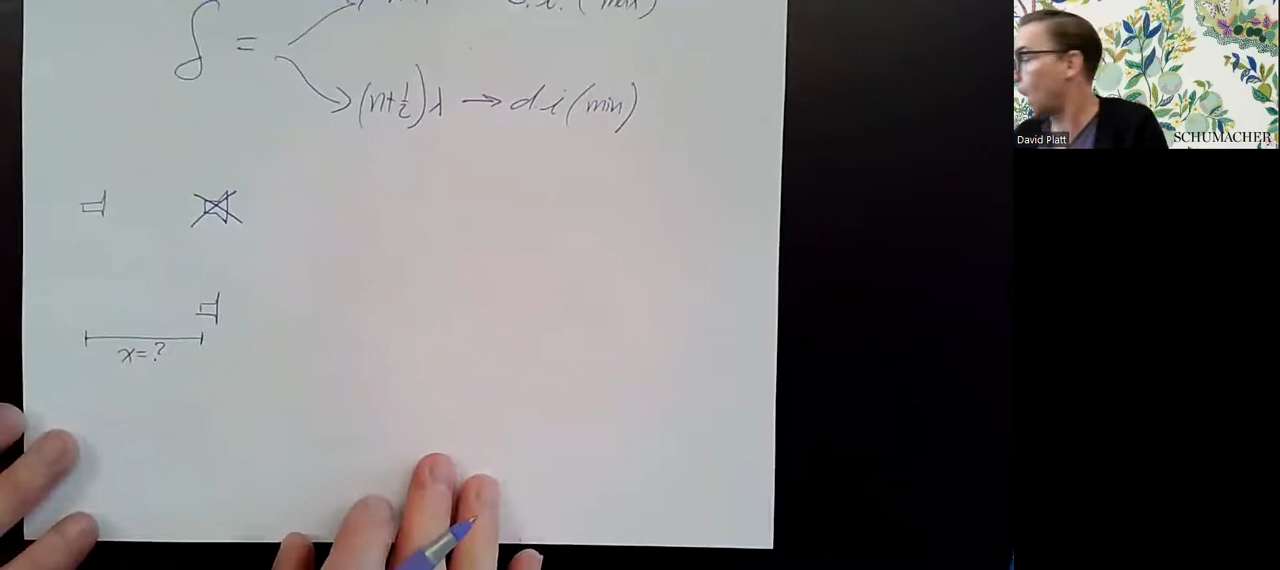 δ =
(n+½)λ → d.i (min)
x=?
David Platt
SCHUMACHER